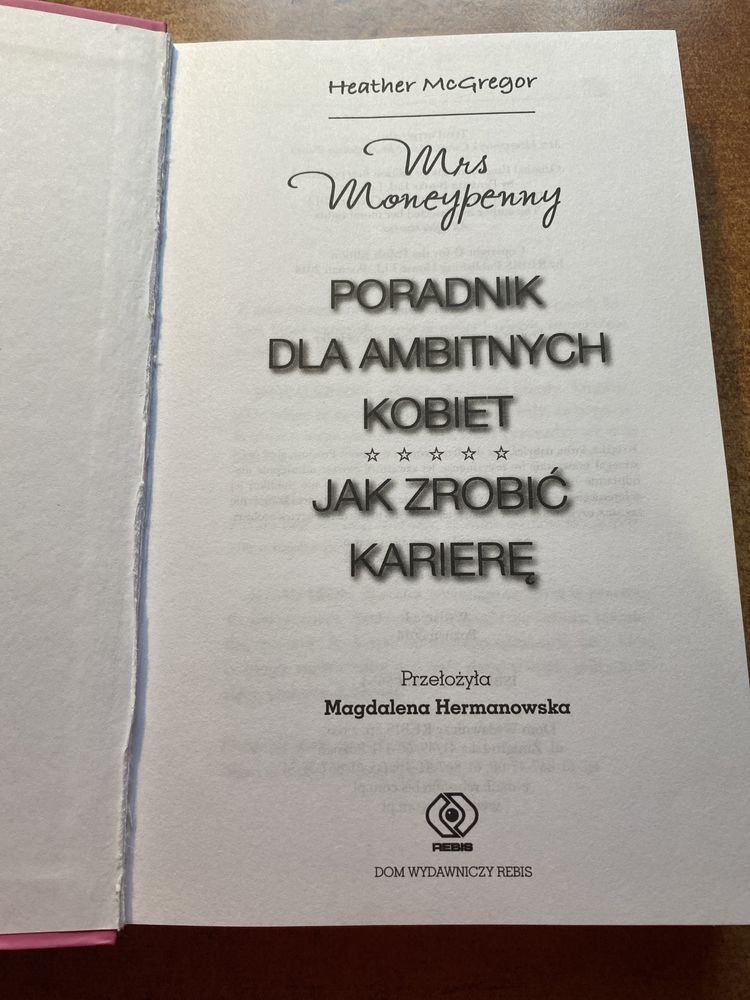 Heather McGregor
Mrs
Moneypenny
PORADNIK
DLA AMBITNYCH
KOBIET
☆ ☆ ☆ ☆ ☆
JAK ZROBIĆ
KARIERĘ
Przełożyła
Magdalena Hermanowska
REBIS
DOM WYDAWNICZY REBIS